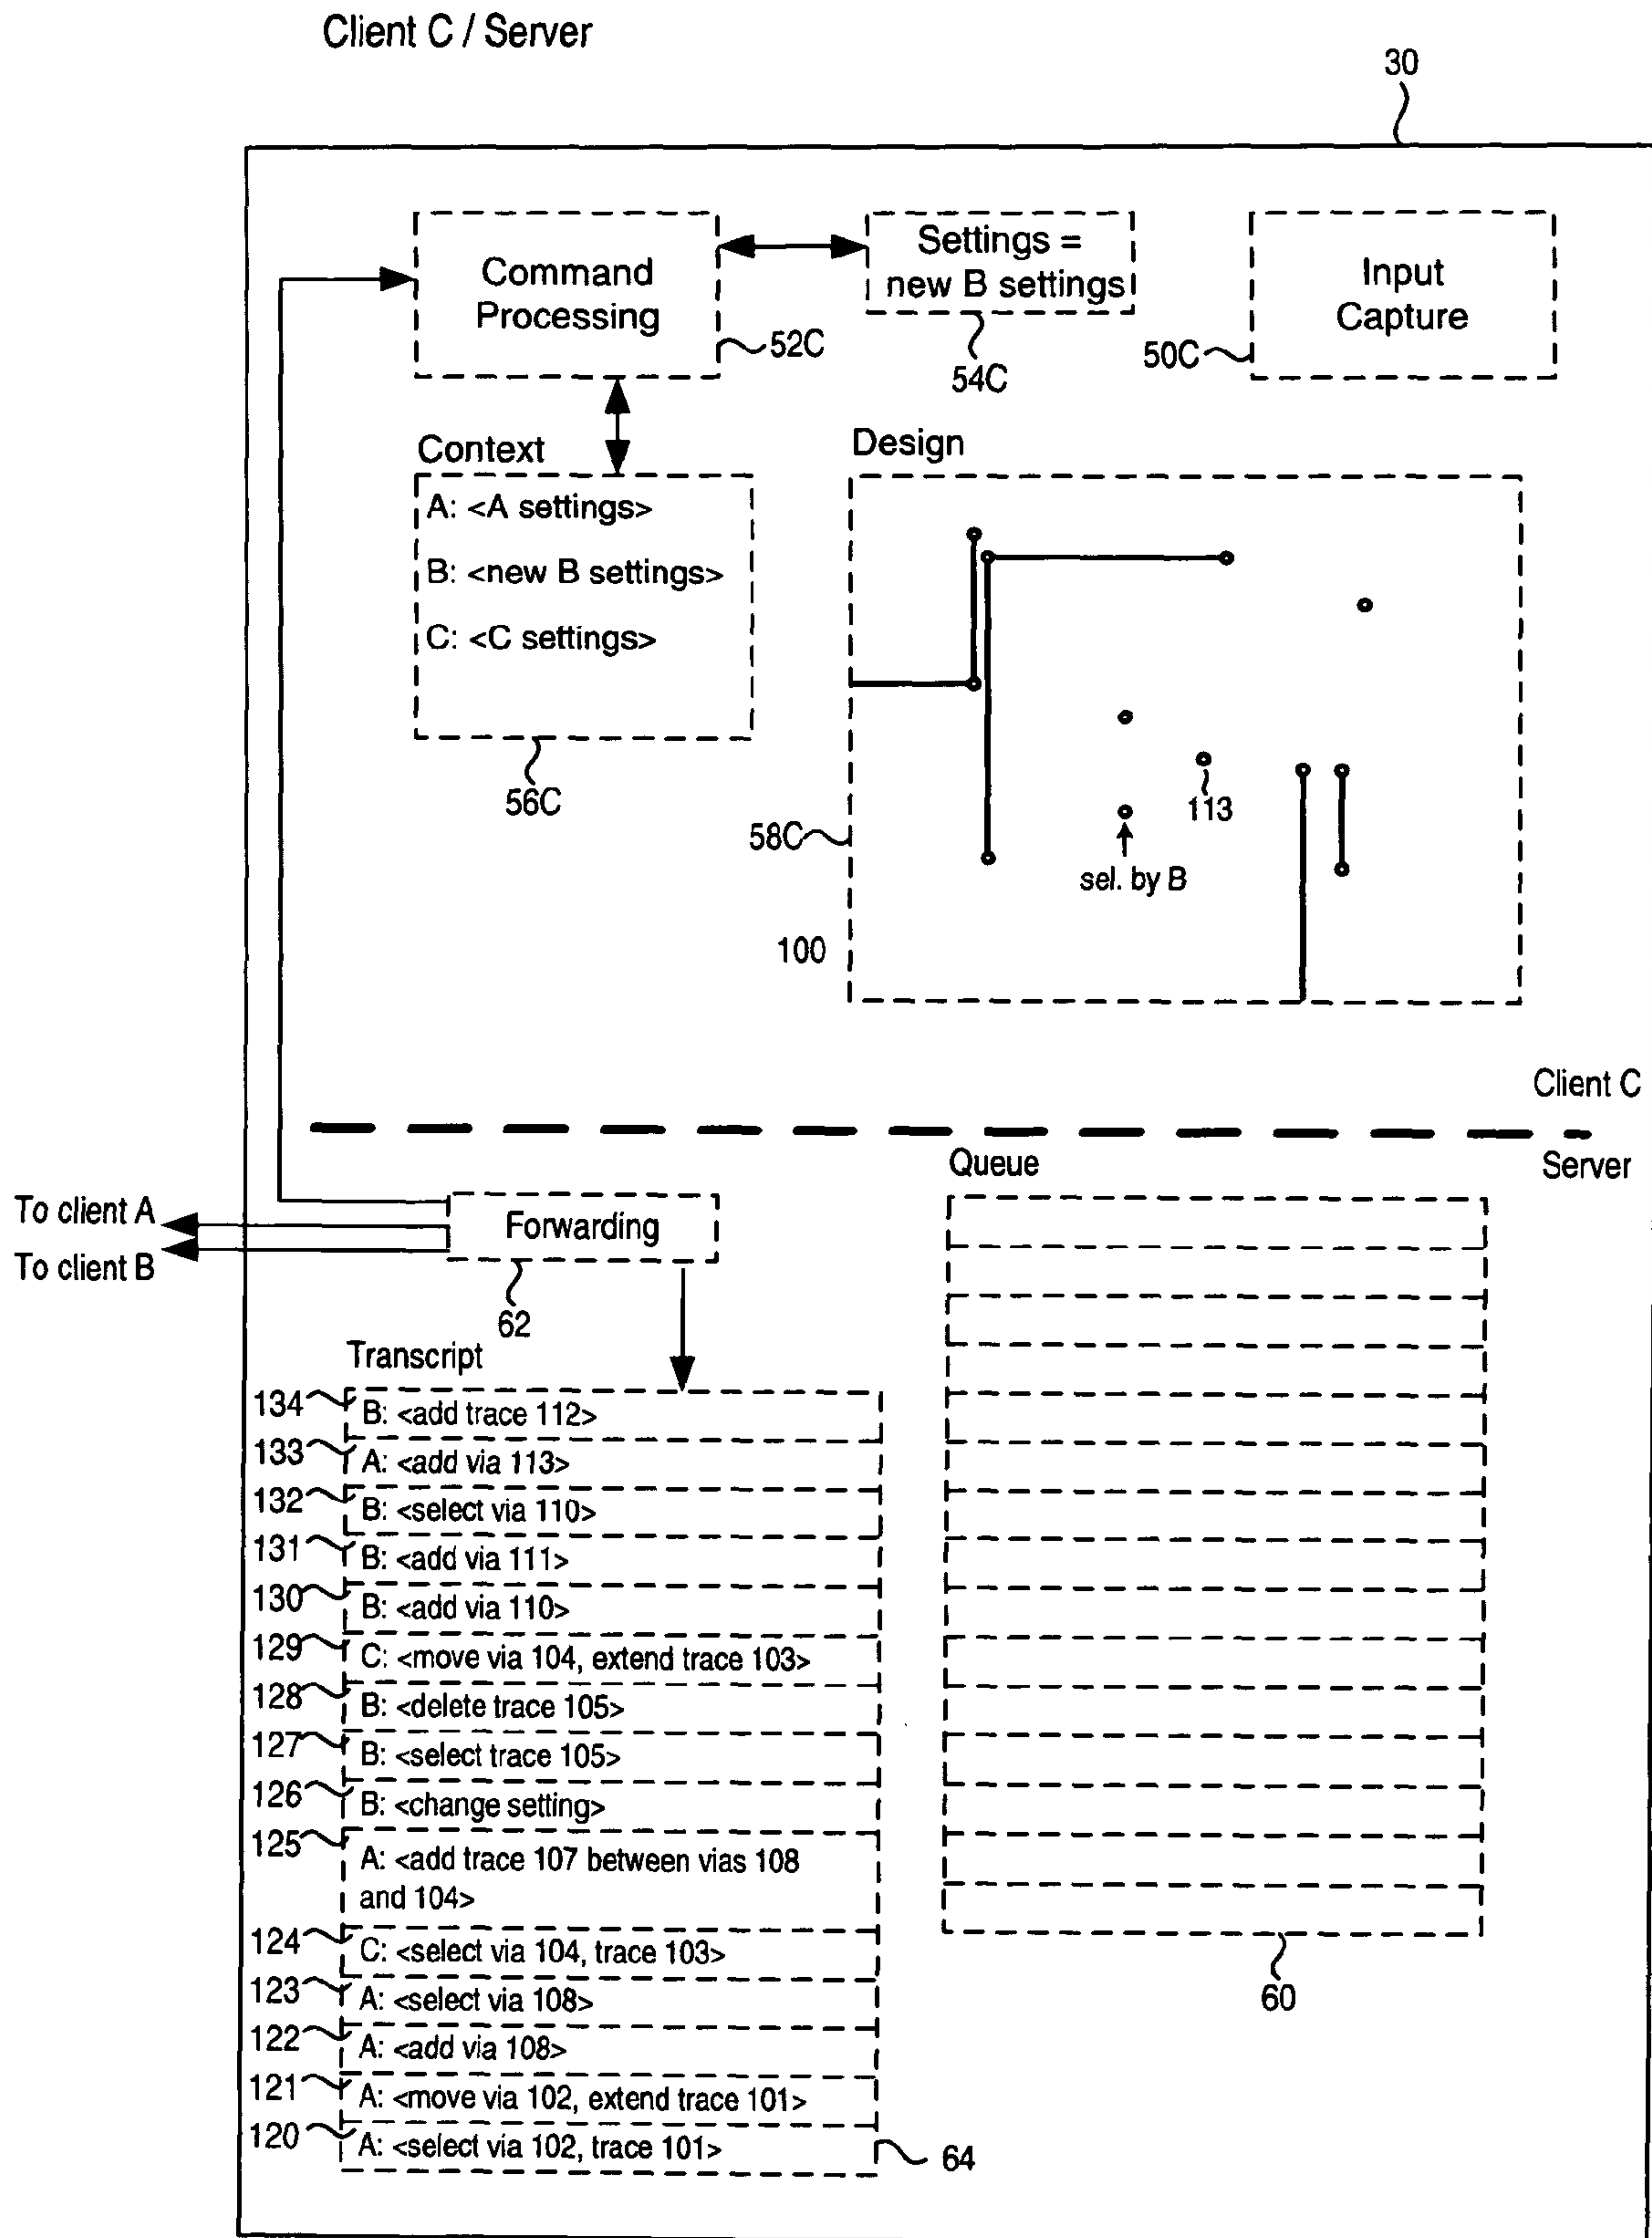 Client C / Server
30
Command
Processing
52C
Settings =
new B settings
54C
Input
Capture
50C
Context
A: <A settings>
B: <new B settings>
C: <C settings>
56C
Design
113
58C
sel. by B
100
Client C
Server
Queue
To client A
To client B
Forwarding
62
Transcript
134 B: <add trace 112>
133 A: <add via 113>
132 B: <select via 110>
131 B: <add via 111>
130 B: <add via 110>
129 C: <move via 104, extend trace 103>
128 B: <delete trace 105>
127 B: <select trace 105>
126 B: <change setting>
125 A: <add trace 107 between vias 108
and 104>
124 C: <select via 104, trace 103>
123 A: <select via 108>
122 A: <add via 108>
121 A: <move via 102, extend trace 101>
120 A: <select via 102, trace 101>
64
60